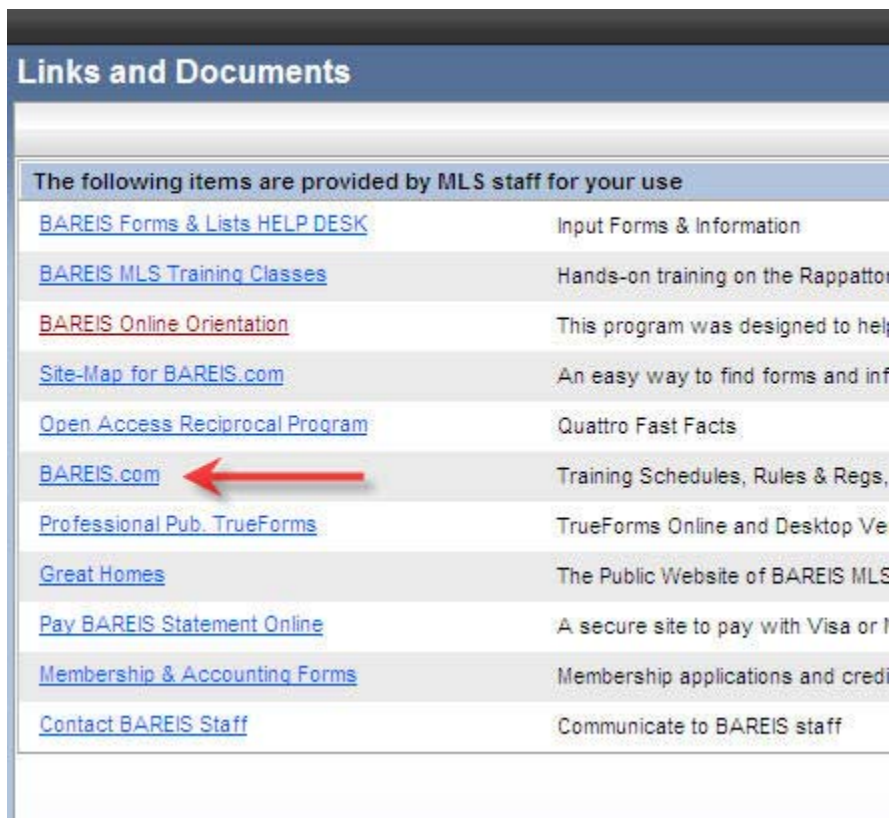 Links and Documents
The following items are provided by MLS staff for your use
BAREIS Forms & Lists HELP DESK Input Forms & Information
BAREIS MLS Training Classes Hands-on training on the Rappatto
BAREIS Online Orientation This program was designed to hel
Site-Map for BAREIS.com An easy way to find forms and inf
Open Access Reciprocal Program Quattro Fast Facts
BAREIS.com Training Schedules, Rules & Regs,
Professional Pub. TrueForms TrueForms Online and Desktop Ve
Great Homes The Public Website of BAREIS MLS
Pay BAREIS Statement Online A secure site to pay with Visa or
Membership & Accounting Forms Membership applications and credi
Contact BAREIS Staff Communicate to BAREIS staff